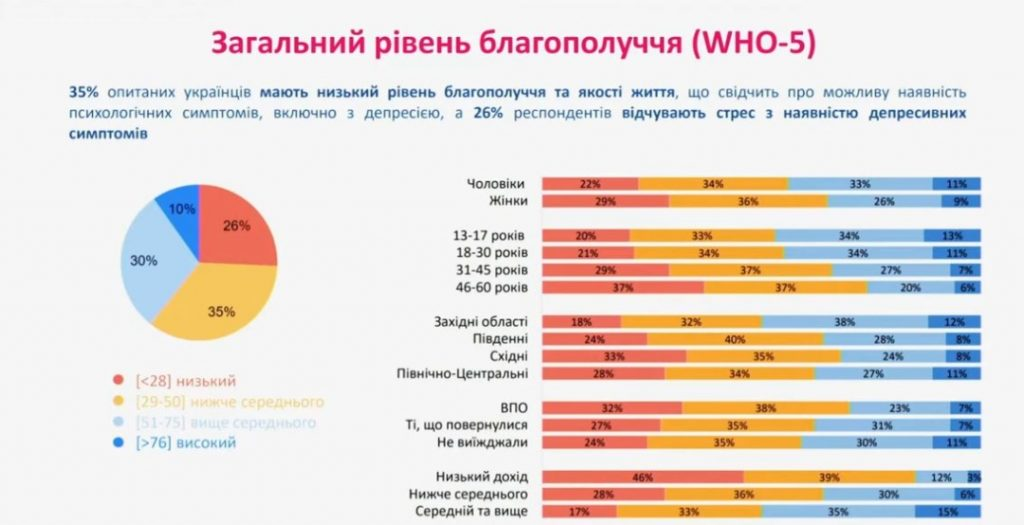 Загальний рівень благополуччя (WHO-5)
35% опитаних українців мають низький рівень благополуччя та якості життя, що свідчить про можливу наявність
психологічних симптомів, включно з депресією, а 26% респондентів відчувають стрес з наявністю депресивних
симптомів
26%
35%
30%
10%
[<28] низький
[29-50] нижче середнього
[51-75] вище середнього
[>76] високий
Чоловіки 22% 34% 33% 11%
Жінки 29% 36% 26% 9%
13-17 років 20% 33% 34% 13%
18-30 років 21% 34% 34% 11%
31-45 років 29% 37% 27% 7%
46-60 років 37% 37% 20% 6%
Західні області 18% 32% 38% 12%
Південні 24% 40% 28% 8%
Східні 33% 35% 24% 8%
Північно-Центральні 28% 34% 27% 11%
ВПО 32% 38% 23% 7%
Ті, що повернулися 27% 35% 31% 7%
Не виїжджали 24% 35% 30% 11%
Низький дохід 46% 39% 12% 3%
Нижче середнього 28% 36% 30% 6%
Середній та вище 17% 33% 35% 15%